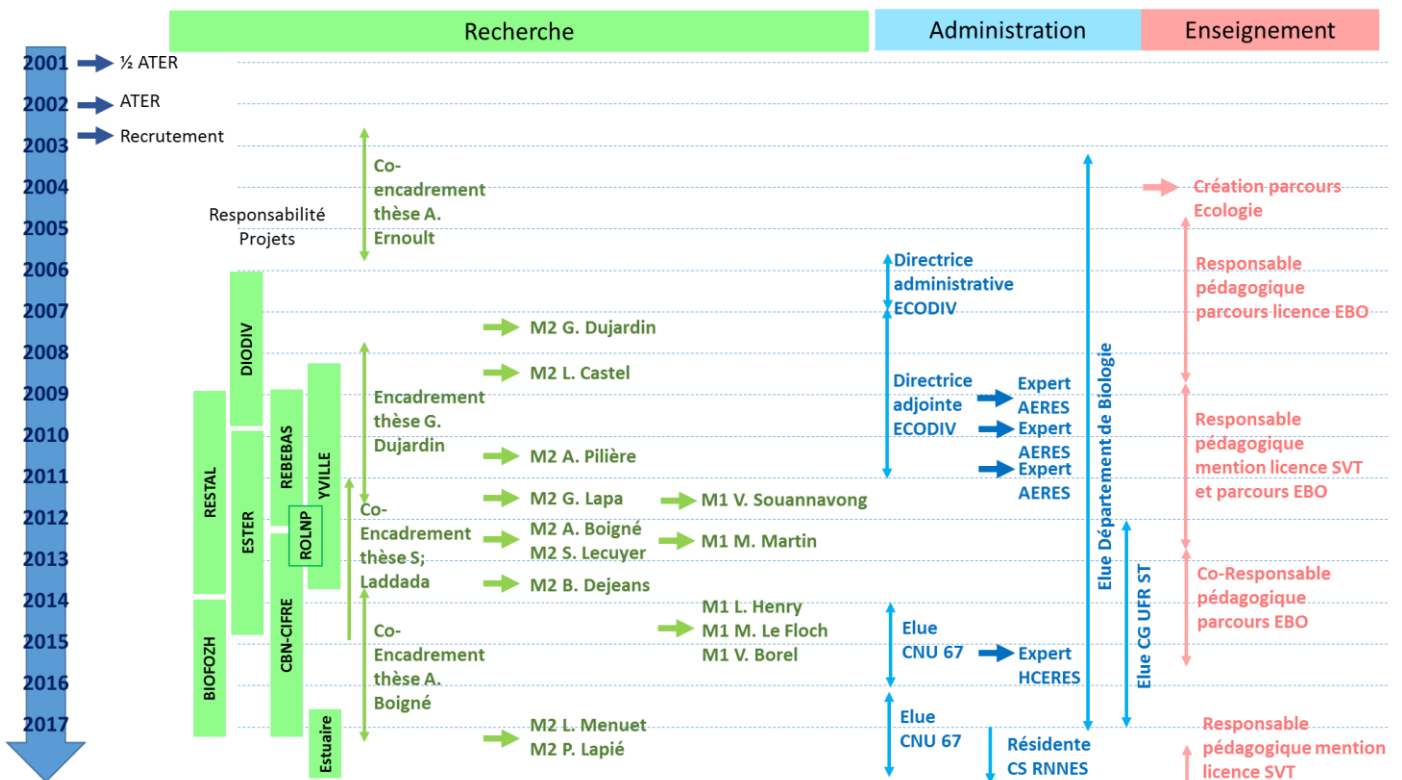 Recherche
Administration
Enseignement
2001
½ ATER
2002
ATER
2003
Recrutement
2004
2005
2006
2007
2008
2009
2010
2011
2012
2013
2014
2015
2016
2017
Responsabilité
Projets
DIODIV
RESTAL
ESTER
REBEBAS
YVILLE
ROLNP
BIOFOZH
CBN-CIFRE
Estuaire
Co-
encadrement
thèse A.
Ernoult
Encadrement
thèse G.
Dujardin
Co-
Encadrement
thèse S;
Laddada
Co-
Encadrement
thèse A.
Boigné
M2 G. Dujardin
M2 L. Castel
M2 A. Pilière
M2 G. Lapa
M2 A. Boigné
M2 S. Lecuyer
M2 B. Dejeans
M2 L. Menuet
M2 P. Lapié
M1 V. Souannavong
M1 M. Martin
M1 L. Henry
M1 M. Le Floch
M1 V. Borel
Directrice
administrative
ECODIV
Directrice
adjointe
ECODIV
Expert
AERES
Expert
AERES
Expert
AERES
Elue
CNU 67
Expert
HCERES
Elue
CNU 67
Résidente
CS RNNES
Elue Département de Biologie
Elue CG UFR ST
Création parcours
Ecologie
Responsable
pédagogique
parcours licence EBO
Responsable
pédagogique
mention licence SVT
et parcours EBO
Co-Responsable
pédagogique
parcours EBO
Responsable
pédagogique mention
licence SVT